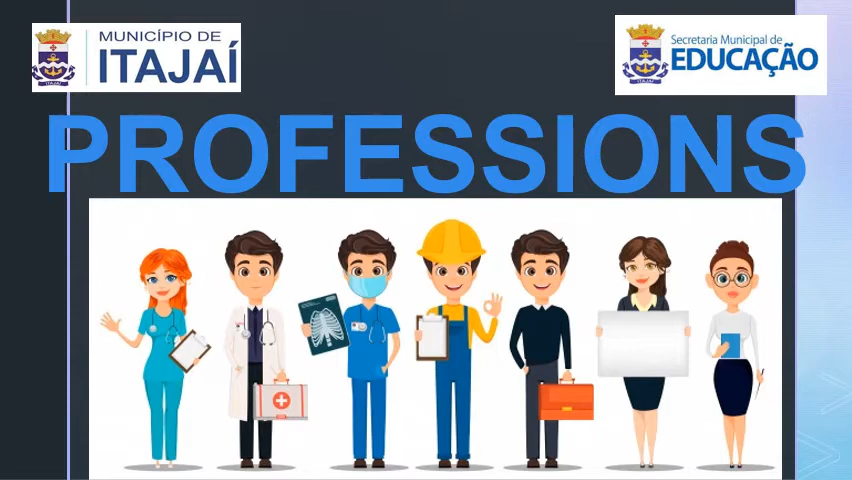 MUNICÍPIO DE
ITAJAÍ
Secretaria Municipal de
EDUCAÇÃO
PROFESSIONS